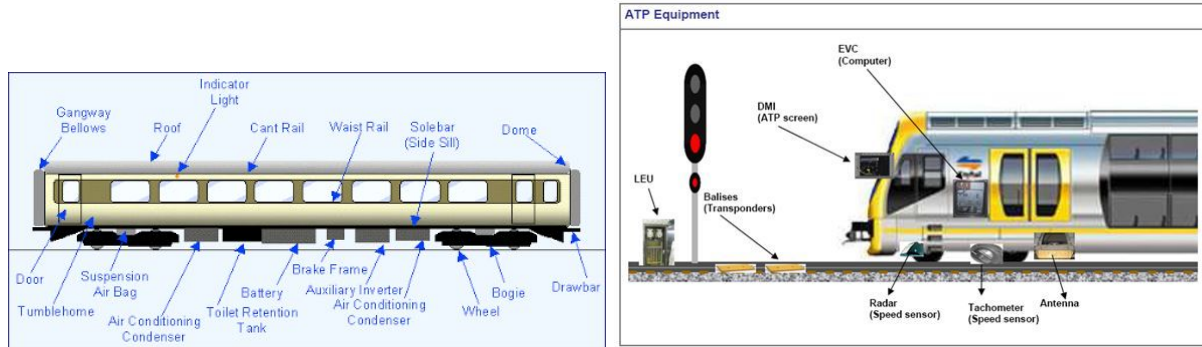 Indicator
Light
Gangway
Bellows
Roof
Cant Rail
Waist Rail
Solebar
(Side Sill)
Dome
Door
Tumblehome
Suspension
Air Bag
Air Conditioning
Condenser
Toilet Retention
Tank
Battery
Brake Frame
Auxiliary Inverter
Air Conditioning
Condenser
Wheel
Bogie
Drawbar
ATP Equipment
EVC
(Computer)
DMI
(ATP screen)
LEU
Balises
(Transponders)
Radar
(Speed sensor)
Tachometer
(Speed sensor)
Antenna